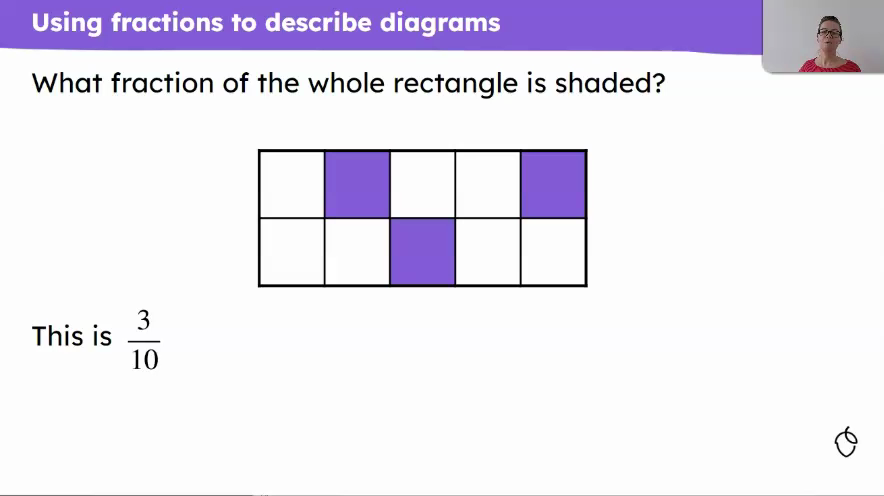 Using fractions to describe diagrams
What fraction of the whole rectangle is shaded?
This is 3/10